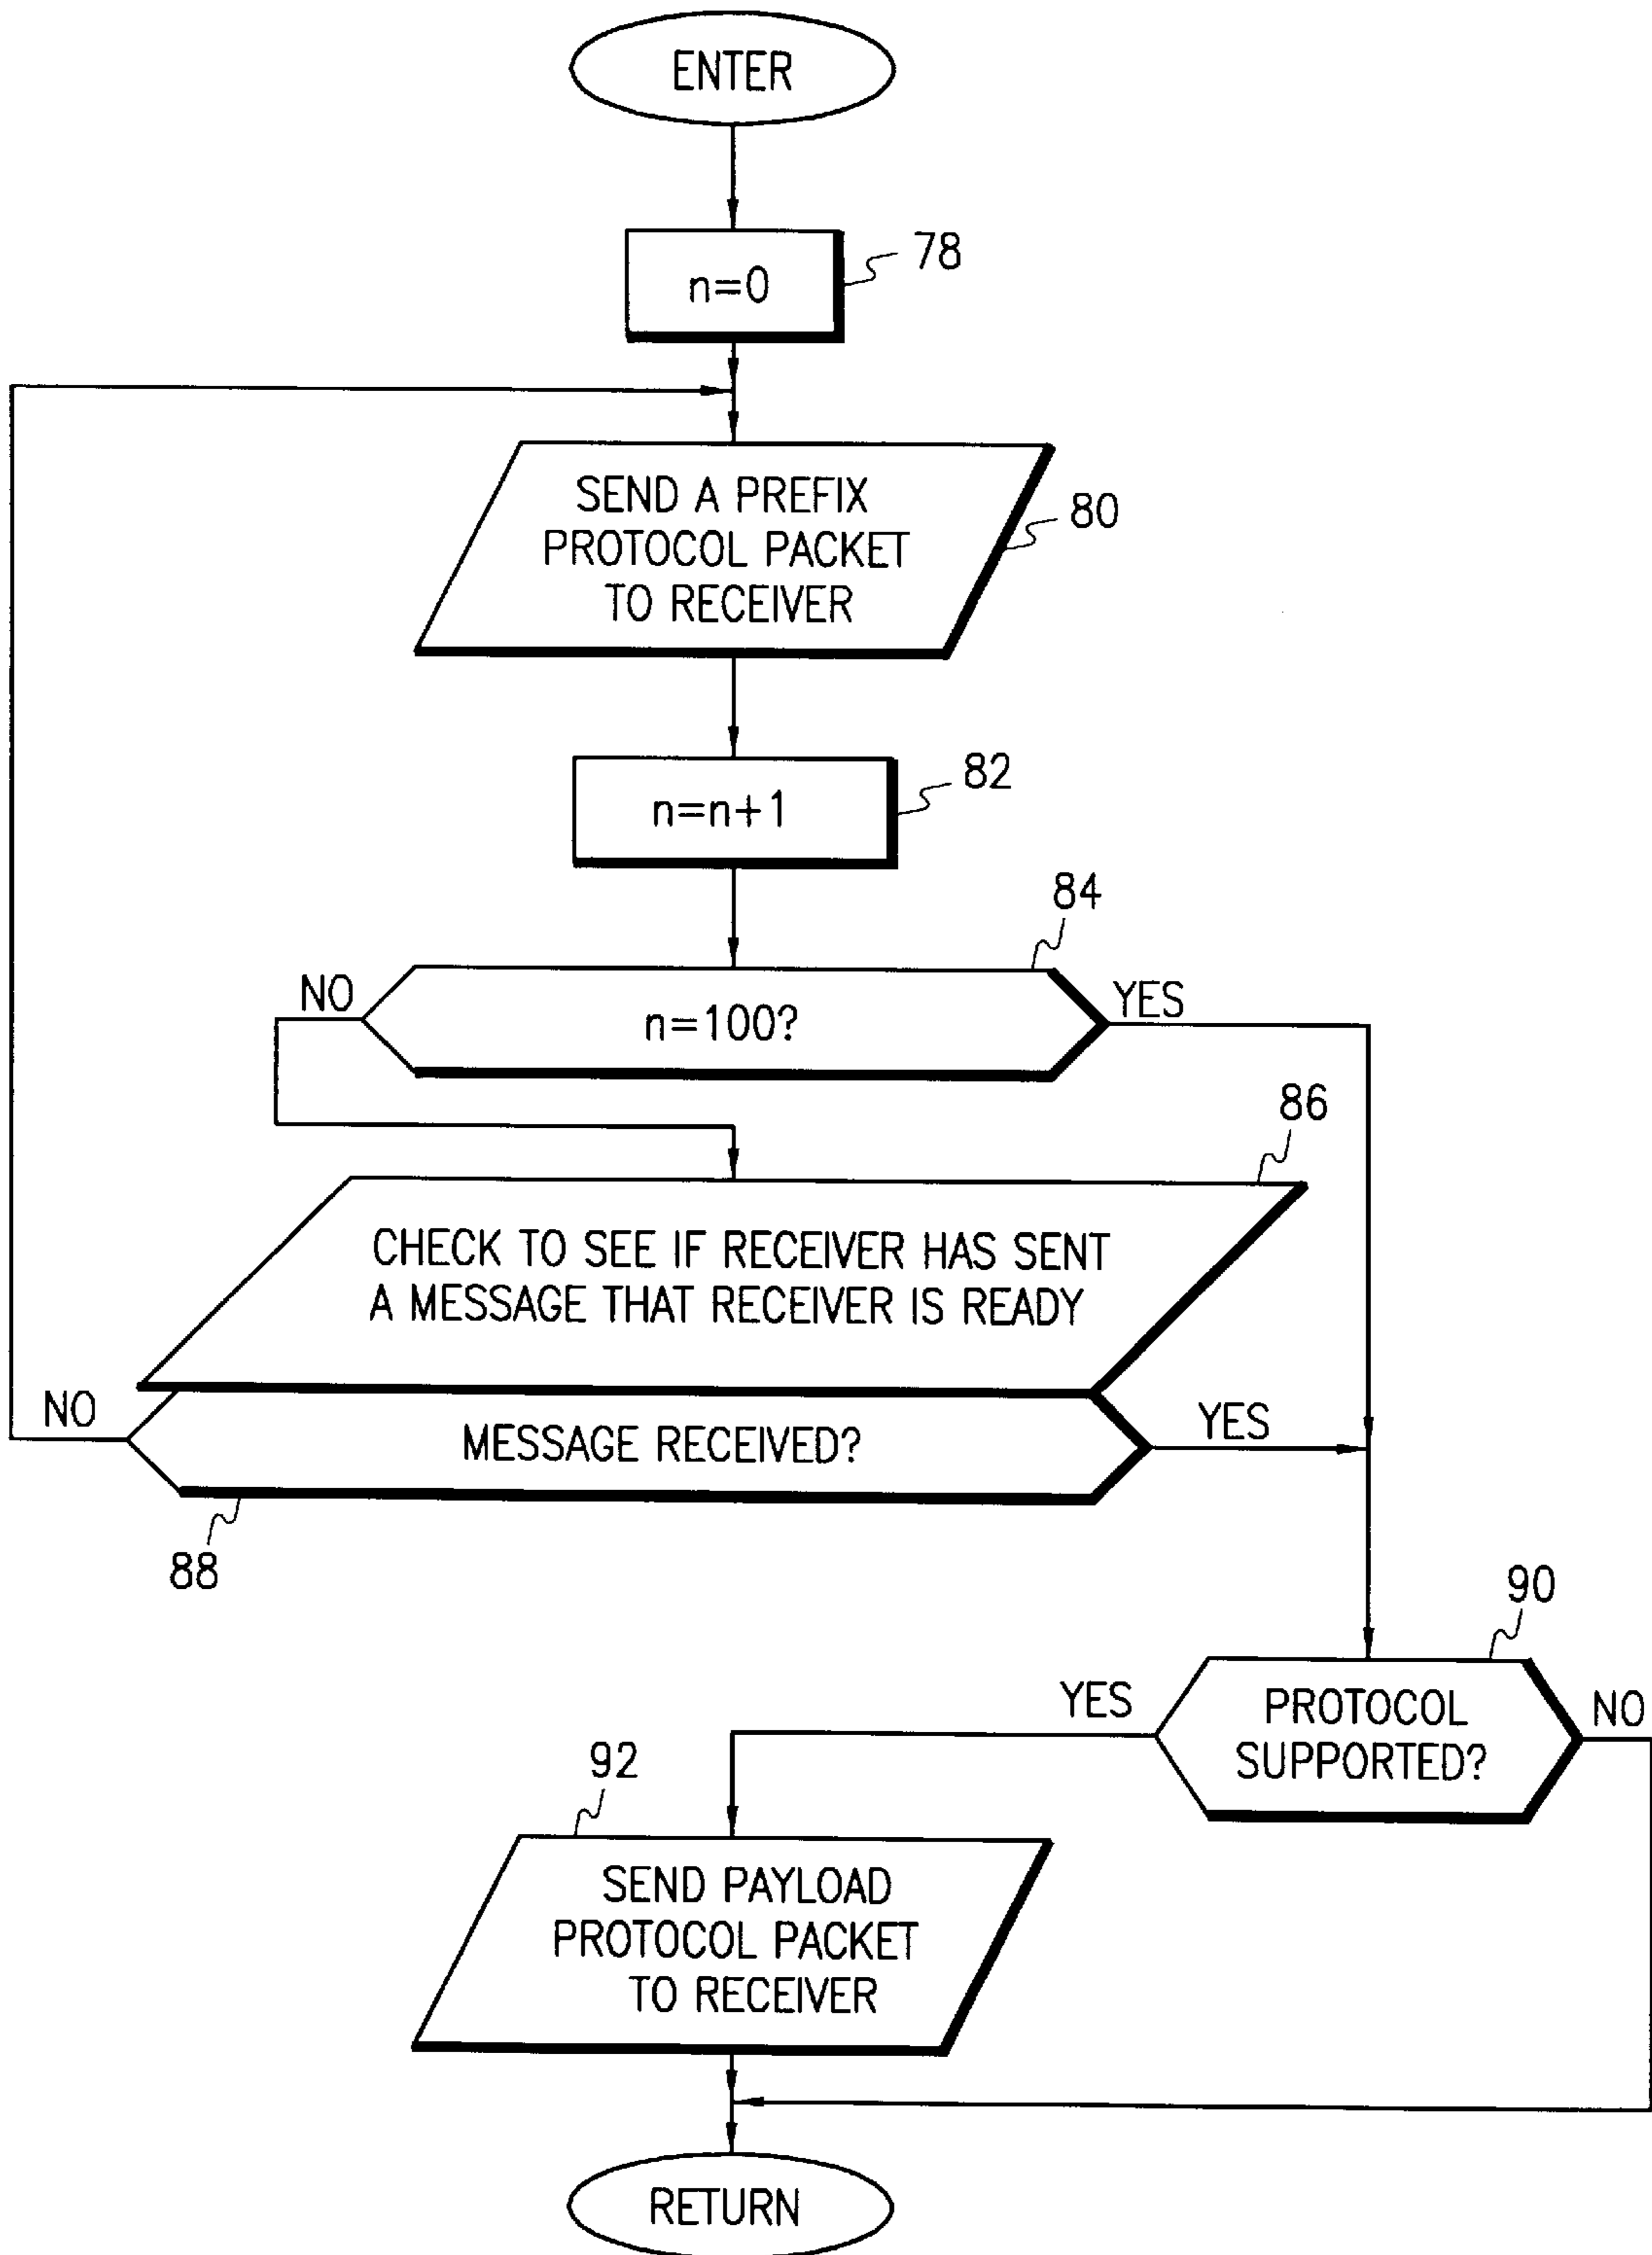 ENTER
n=0
78
SEND A PREFIX
PROTOCOL PACKET
TO RECEIVER
80
n=n+1
82
84
NO
n=100?
YES
86
CHECK TO SEE IF RECEIVER HAS SENT
A MESSAGE THAT RECEIVER IS READY
NO
MESSAGE RECEIVED?
YES
88
90
YES
PROTOCOL
SUPPORTED?
NO
92
SEND PAYLOAD
PROTOCOL PACKET
TO RECEIVER
RETURN